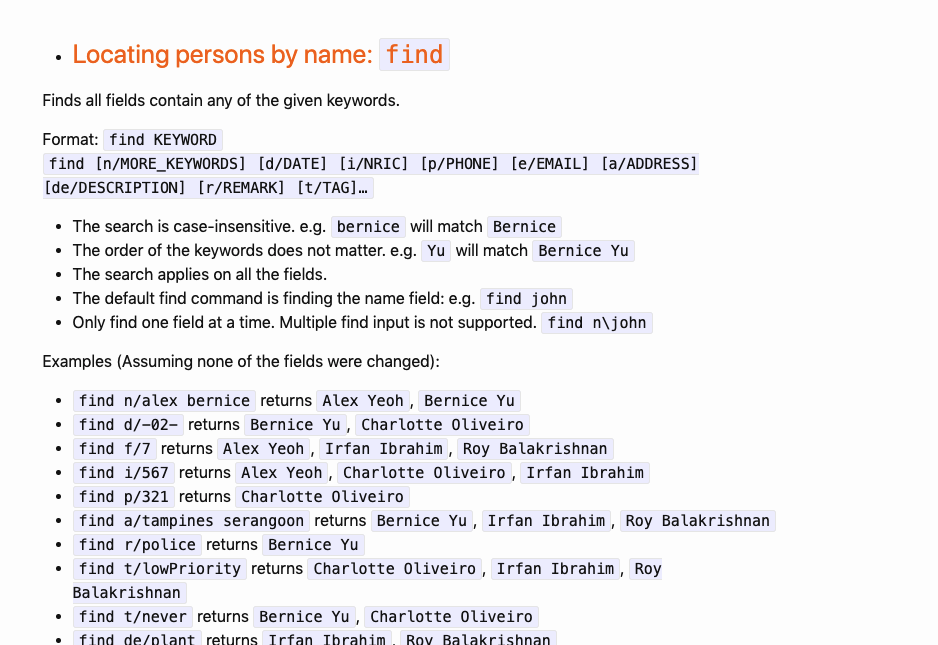 Locating persons by name: find
Finds all fields contain any of the given keywords.
Format: find KEYWORD
find [n/MORE_KEYWORDS] [d/DATE] [i/NRIC] [p/PHONE] [e/EMAIL] [a/ADDRESS]
[de/DESCRIPTION] [r/REMARK] [t/TAG]…
The search is case-insensitive. e.g. bernice will match Bernice
The order of the keywords does not matter. e.g. Yu will match Bernice Yu
The search applies on all the fields.
The default find command is finding the name field: e.g. find john
Only find one field at a time. Multiple find input is not supported. find n\john
Examples (Assuming none of the fields were changed):
find n/alex bernice returns Alex Yeoh, Bernice Yu
find d/-02- returns Bernice Yu, Charlotte Oliveiro
find f/7 returns Alex Yeoh, Irfan Ibrahim, Roy Balakrishnan
find i/567 returns Alex Yeoh, Charlotte Oliveiro, Irfan Ibrahim
find p/321 returns Charlotte Oliveiro
find a/tampines serangoon returns Bernice Yu, Irfan Ibrahim, Roy Balakrishnan
find r/police returns Bernice Yu
find t/lowPriority returns Charlotte Oliveiro, Irfan Ibrahim, Roy
Balakrishnan
find t/never returns Bernice Yu, Charlotte Oliveiro
find de/plant returns Irfan Ibrahim, Roy Balakrishnan